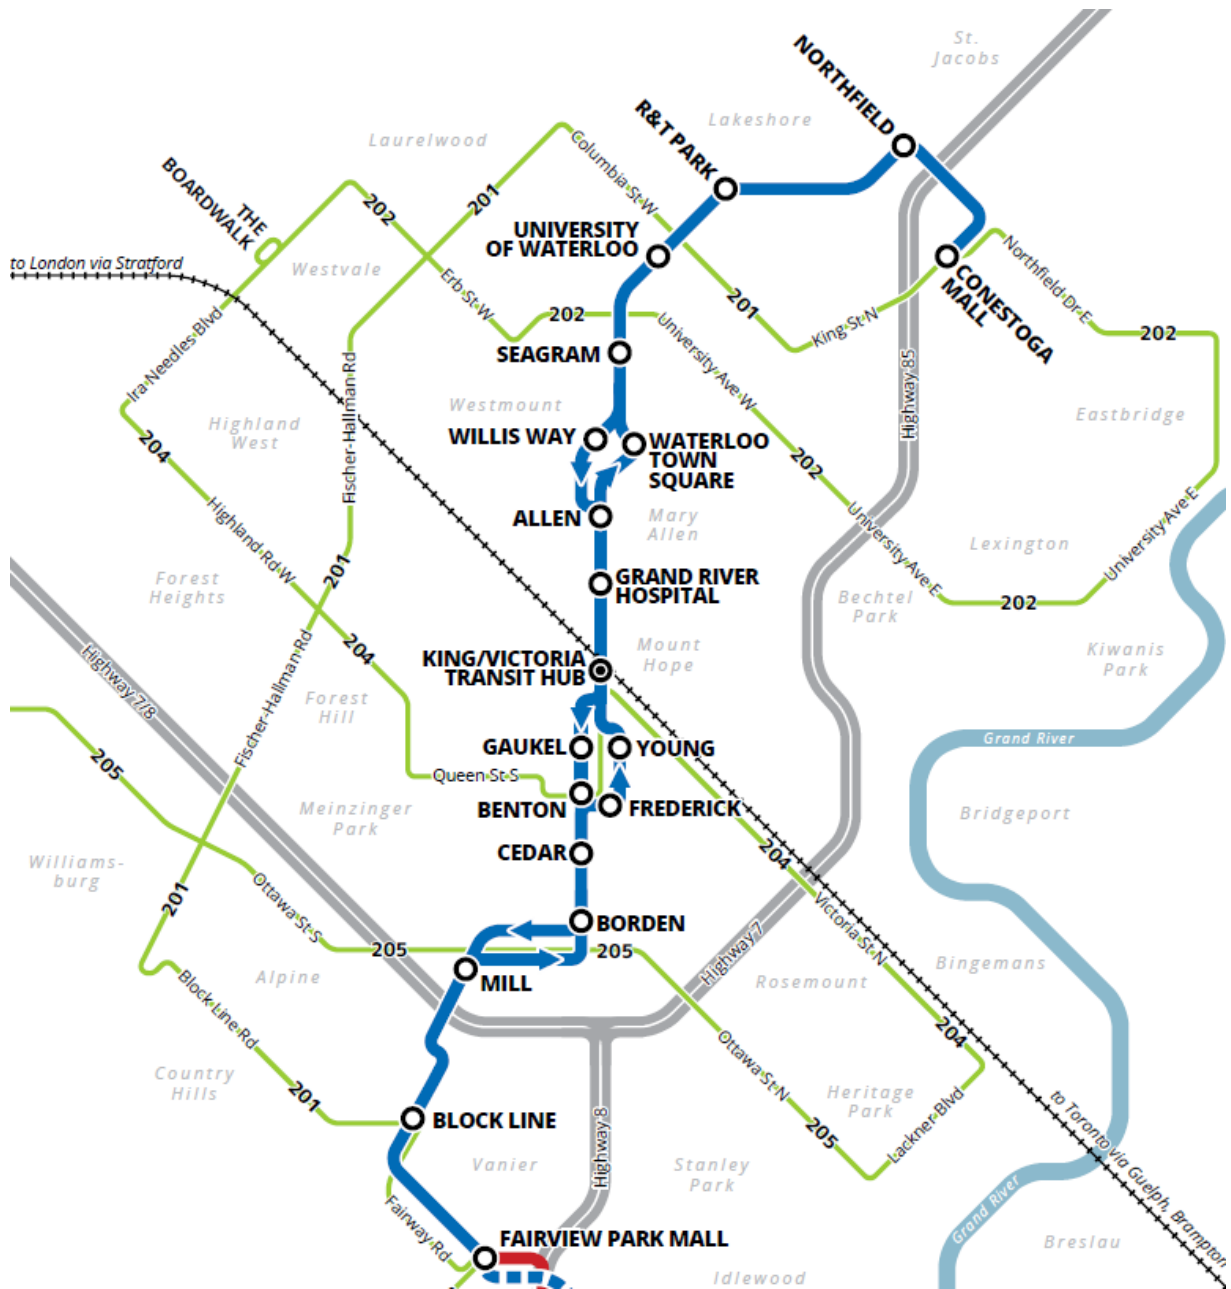 St.
Jacobs
NORTHFIELD
R&T PARK
Lakeshore
Laurelwood
Columbia St W
201
THE
BOARDWALK
202
UNIVERSITY
OF WATERLOO
to London via Stratford
Westvale
Erb St W
202
201
University Ave W
King St N
CONESTOGA
MALL
Northfield Dr E
202
Ira Needles Blvd
SEAGRAM
Fischer-Hallman Rd
Highway 85
Westmount
Eastbridge
Highland
West
204
WILLIS WAY
WATERLOO
TOWN
SQUARE
202
Highland Rd W
ALLEN
Mary
Allen
University Ave E
Lexington
University Ave E
201
Forest
Heights
GRAND RIVER
HOSPITAL
Bechtel
Park
202
204
Mount
Hope
Kiwanis
Park
KING/VICTORIA
TRANSIT HUB
Highway 7/8
Forest
Hill
Fischer-Hallman Rd
205
GAUKEL
YOUNG
Grand River
Queen St S
Meinzinger
Park
BENTON
FREDERICK
Bridgeport
CEDAR
204
Williams-
burg
201
Ottawa St S
BORDEN
Victoria St N
205
205
Highway 7
Alpine
MILL
Rosemount
Bingemans
Block Line Rd
204
Ottawa St N
Country
Hills
201
Heritage
Park
Lackner Blvd
to Toronto via Guelph, Brampton
BLOCK LINE
205
Highway 8
Vanier
Stanley
Park
Fairway Rd
Grand River
FAIRVIEW PARK MALL
Breslau
Idlewood